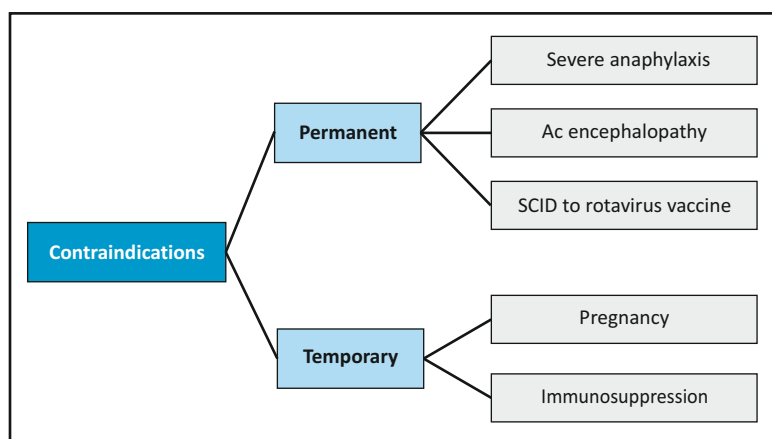 Contraindications
Permanent
Severe anaphylaxis
Ac encephalopathy
SCID to rotavirus vaccine
Temporary
Pregnancy
Immunosuppression